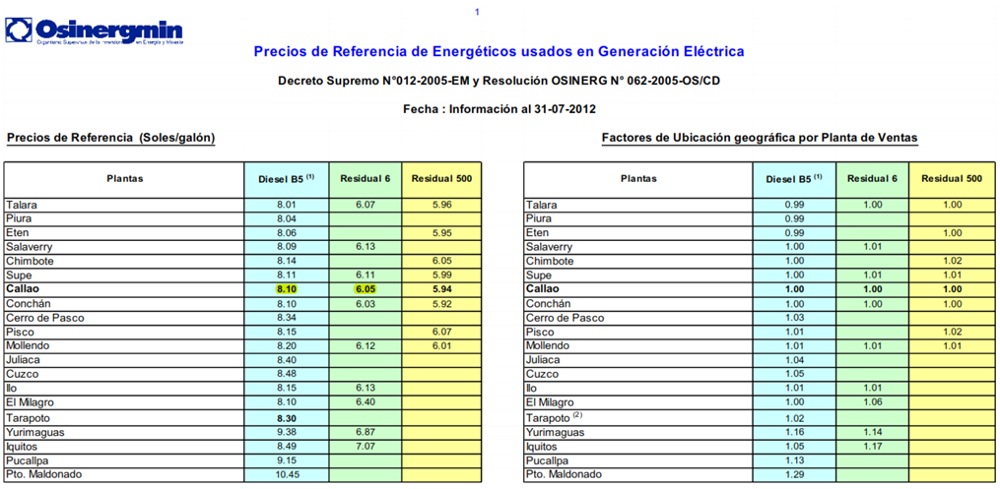 1
Osinergmin
Organismo Supervisor de la Inversión en Energía y Minería
Precios de Referencia de Energéticos usados en Generación Eléctrica
Decreto Supremo N°012-2005-EM y Resolución OSINERG N° 062-2005-OS/CD
Fecha : Información al 31-07-2012
Precios de Referencia (Soles/galón)
Plantas Diesel B5 (1) Residual 6 Residual 500
Talara 8.01 6.07 5.96
Piura 8.04
Eten 8.06 5.95
Salaverry 8.09 6.13
Chimbote 8.14 6.05
Supe 8.11 6.11 5.99
Callao 8.10 6.05 5.94
Conchán 8.10 6.03 5.92
Cerro de Pasco 8.34
Pisco 8.15 6.07
Mollendo 8.20 6.12 6.01
Juliaca 8.40
Cuzco 8.48
Ilo 8.15 6.13
El Milagro 8.10 6.40
Tarapoto 8.30
Yurimaguas 9.38 6.87
Iquitos 8.49 7.07
Pucallpa 9.15
Pto. Maldonado 10.45
Factores de Ubicación geográfica por Planta de Ventas
Plantas Diesel B5 (1) Residual 6 Residual 500
Talara 0.99 1.00 1.00
Piura 0.99
Eten 0.99 1.00
Salaverry 1.00 1.01
Chimbote 1.00 1.02
Supe 1.00 1.01 1.01
Callao 1.00 1.00 1.00
Conchán 1.00 1.00 1.00
Cerro de Pasco 1.03
Pisco 1.01 1.02
Mollendo 1.01 1.01 1.01
Juliaca 1.04
Cuzco 1.05
Ilo 1.01 1.01
El Milagro 1.00 1.06
Tarapoto (2) 1.02
Yurimaguas 1.16 1.14
Iquitos 1.05 1.17
Pucallpa 1.13
Pto. Maldonado 1.29